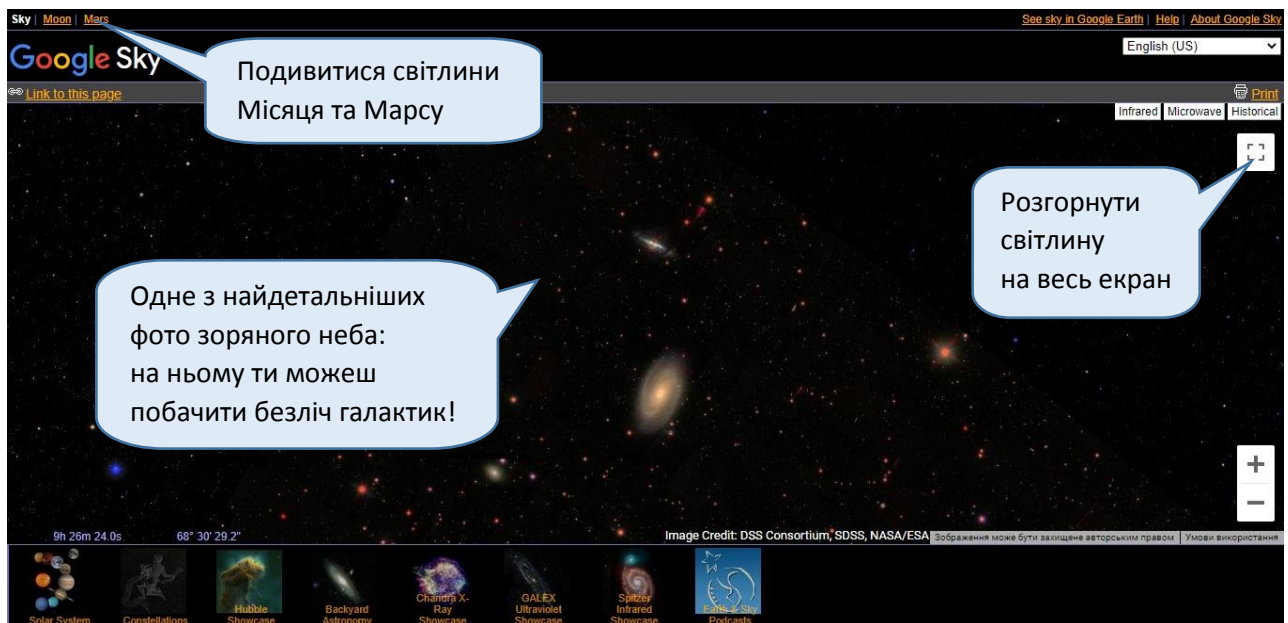 Sky | Moon | Mars
See sky in Google Earth | Help | About Google Sky
Google Sky
English (US)
Link to this page
Print
Infrared Microwave Historical
Подивитися світлини
Місяця та Марсу
Розгорнути
світлину
на весь екран
Одне з найдетальніших
фото зоряного неба:
на ньому ти можеш
побачити безліч галактик!
+
−
9h 26m 24.0s 68° 30' 29.2"
Image Credit: DSS Consortium, SDSS, NASA/ESA
Зображення може бути захищене авторським правом | Умови використання
Solar System
Constellations
Hubble
Showcase
Backyard
Astronomy
Chandra X-
Ray
Showcase
GALEX
Ultraviolet
Showcase
Spitzer
Infrared
Showcase
Earth & Sky
Podcasts